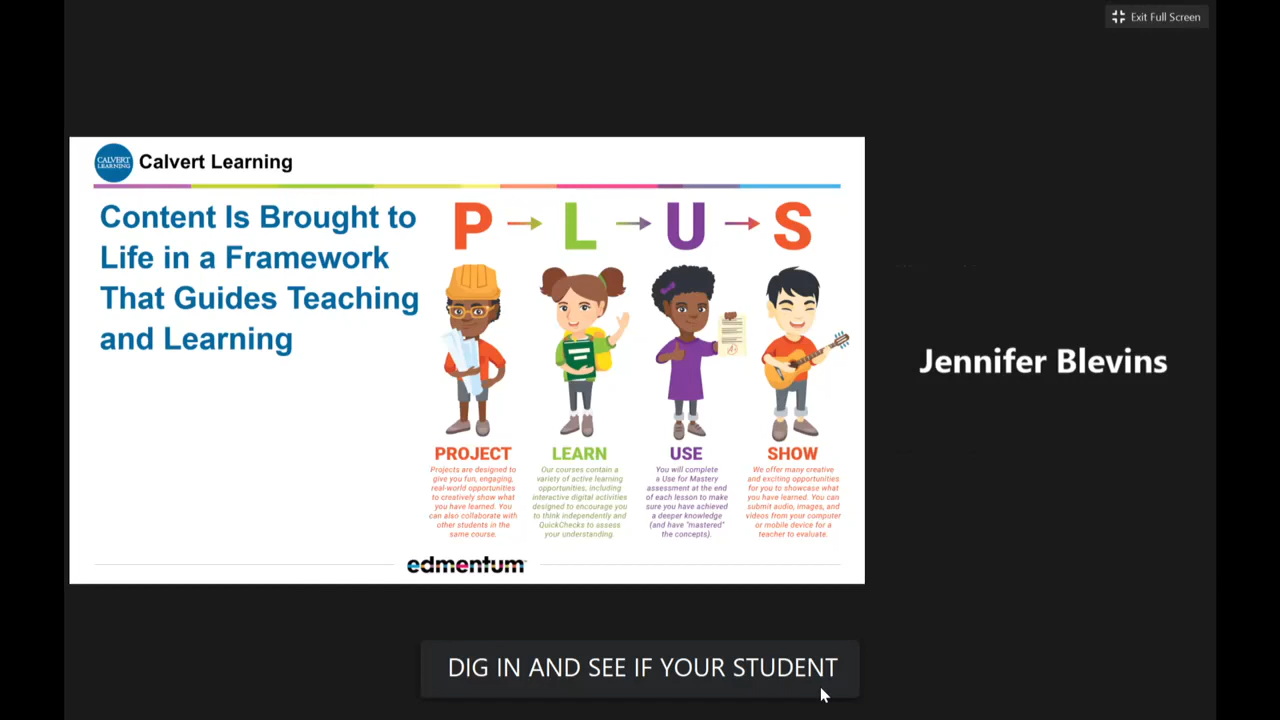 Exit Full Screen
CALVERT
LEARNING
Calvert Learning
Content Is Brought to
Life in a Framework
That Guides Teaching
and Learning
P L U S
PROJECT
Projects are designed to
give you fun, engaging,
real-world opportunities
to creatively show what
you have learned. You
can also collaborate with
other students in the
same course.
LEARN
Our courses contain a
variety of active learning
opportunities, including
interactive digital activities
designed to encourage you
to think independently and
QuickChecks to assess
your understanding.
USE
You will complete
a Use for Mastery
assessment at the end
of each lesson to make
sure you have achieved
a deeper knowledge
(and have "mastered"
the concepts).
SHOW
We offer many creative
and exciting opportunities
for you to showcase what
you have learned. You can
submit audio, images, and
videos from your computer
or mobile device for a
teacher to evaluate.
edmentum
Jennifer Blevins
DIG IN AND SEE IF YOUR STUDENT